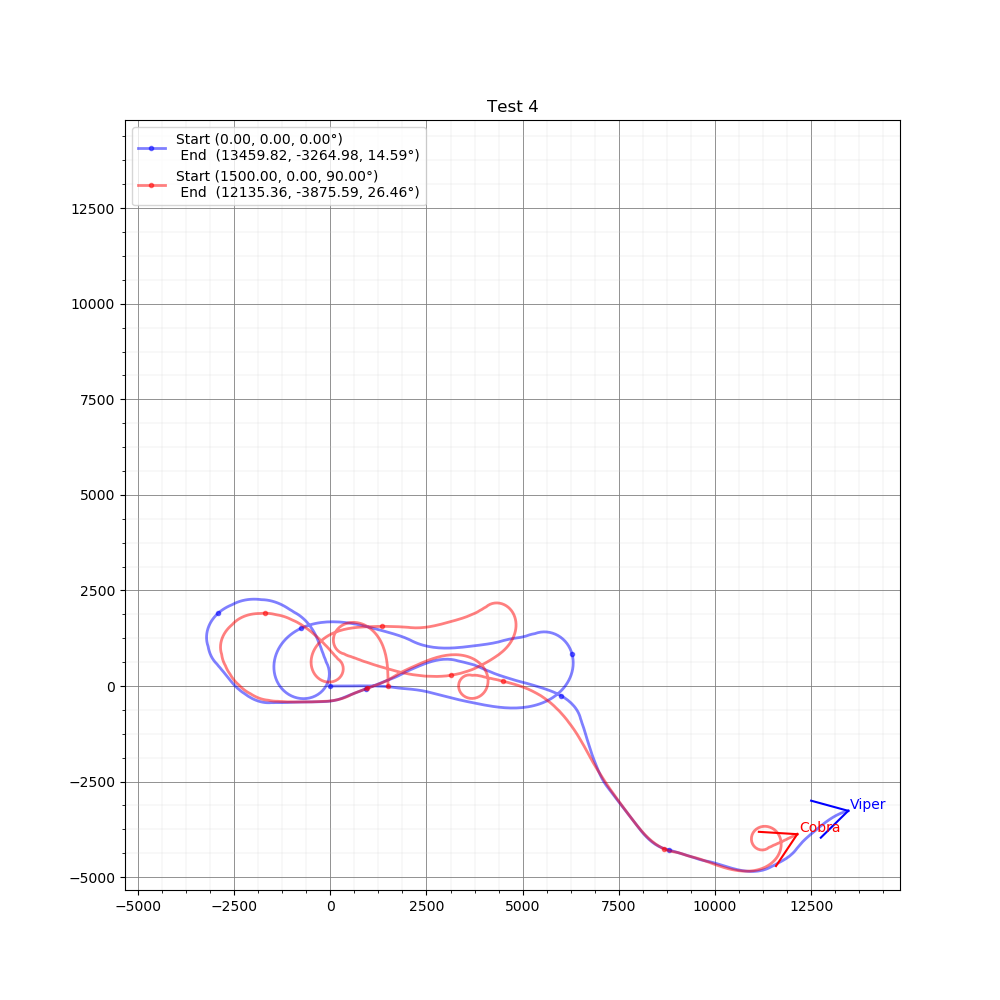 Test 4
Start (0.00, 0.00, 0.00°)
End  (13459.82, -3264.98, 14.59°)
Start (1500.00, 0.00, 90.00°)
End  (12135.36, -3875.59, 26.46°)
12500
10000
7500
5000
2500
0
−2500
−5000
Viper
Cobra
−5000 −2500 0 2500 5000 7500 10000 12500